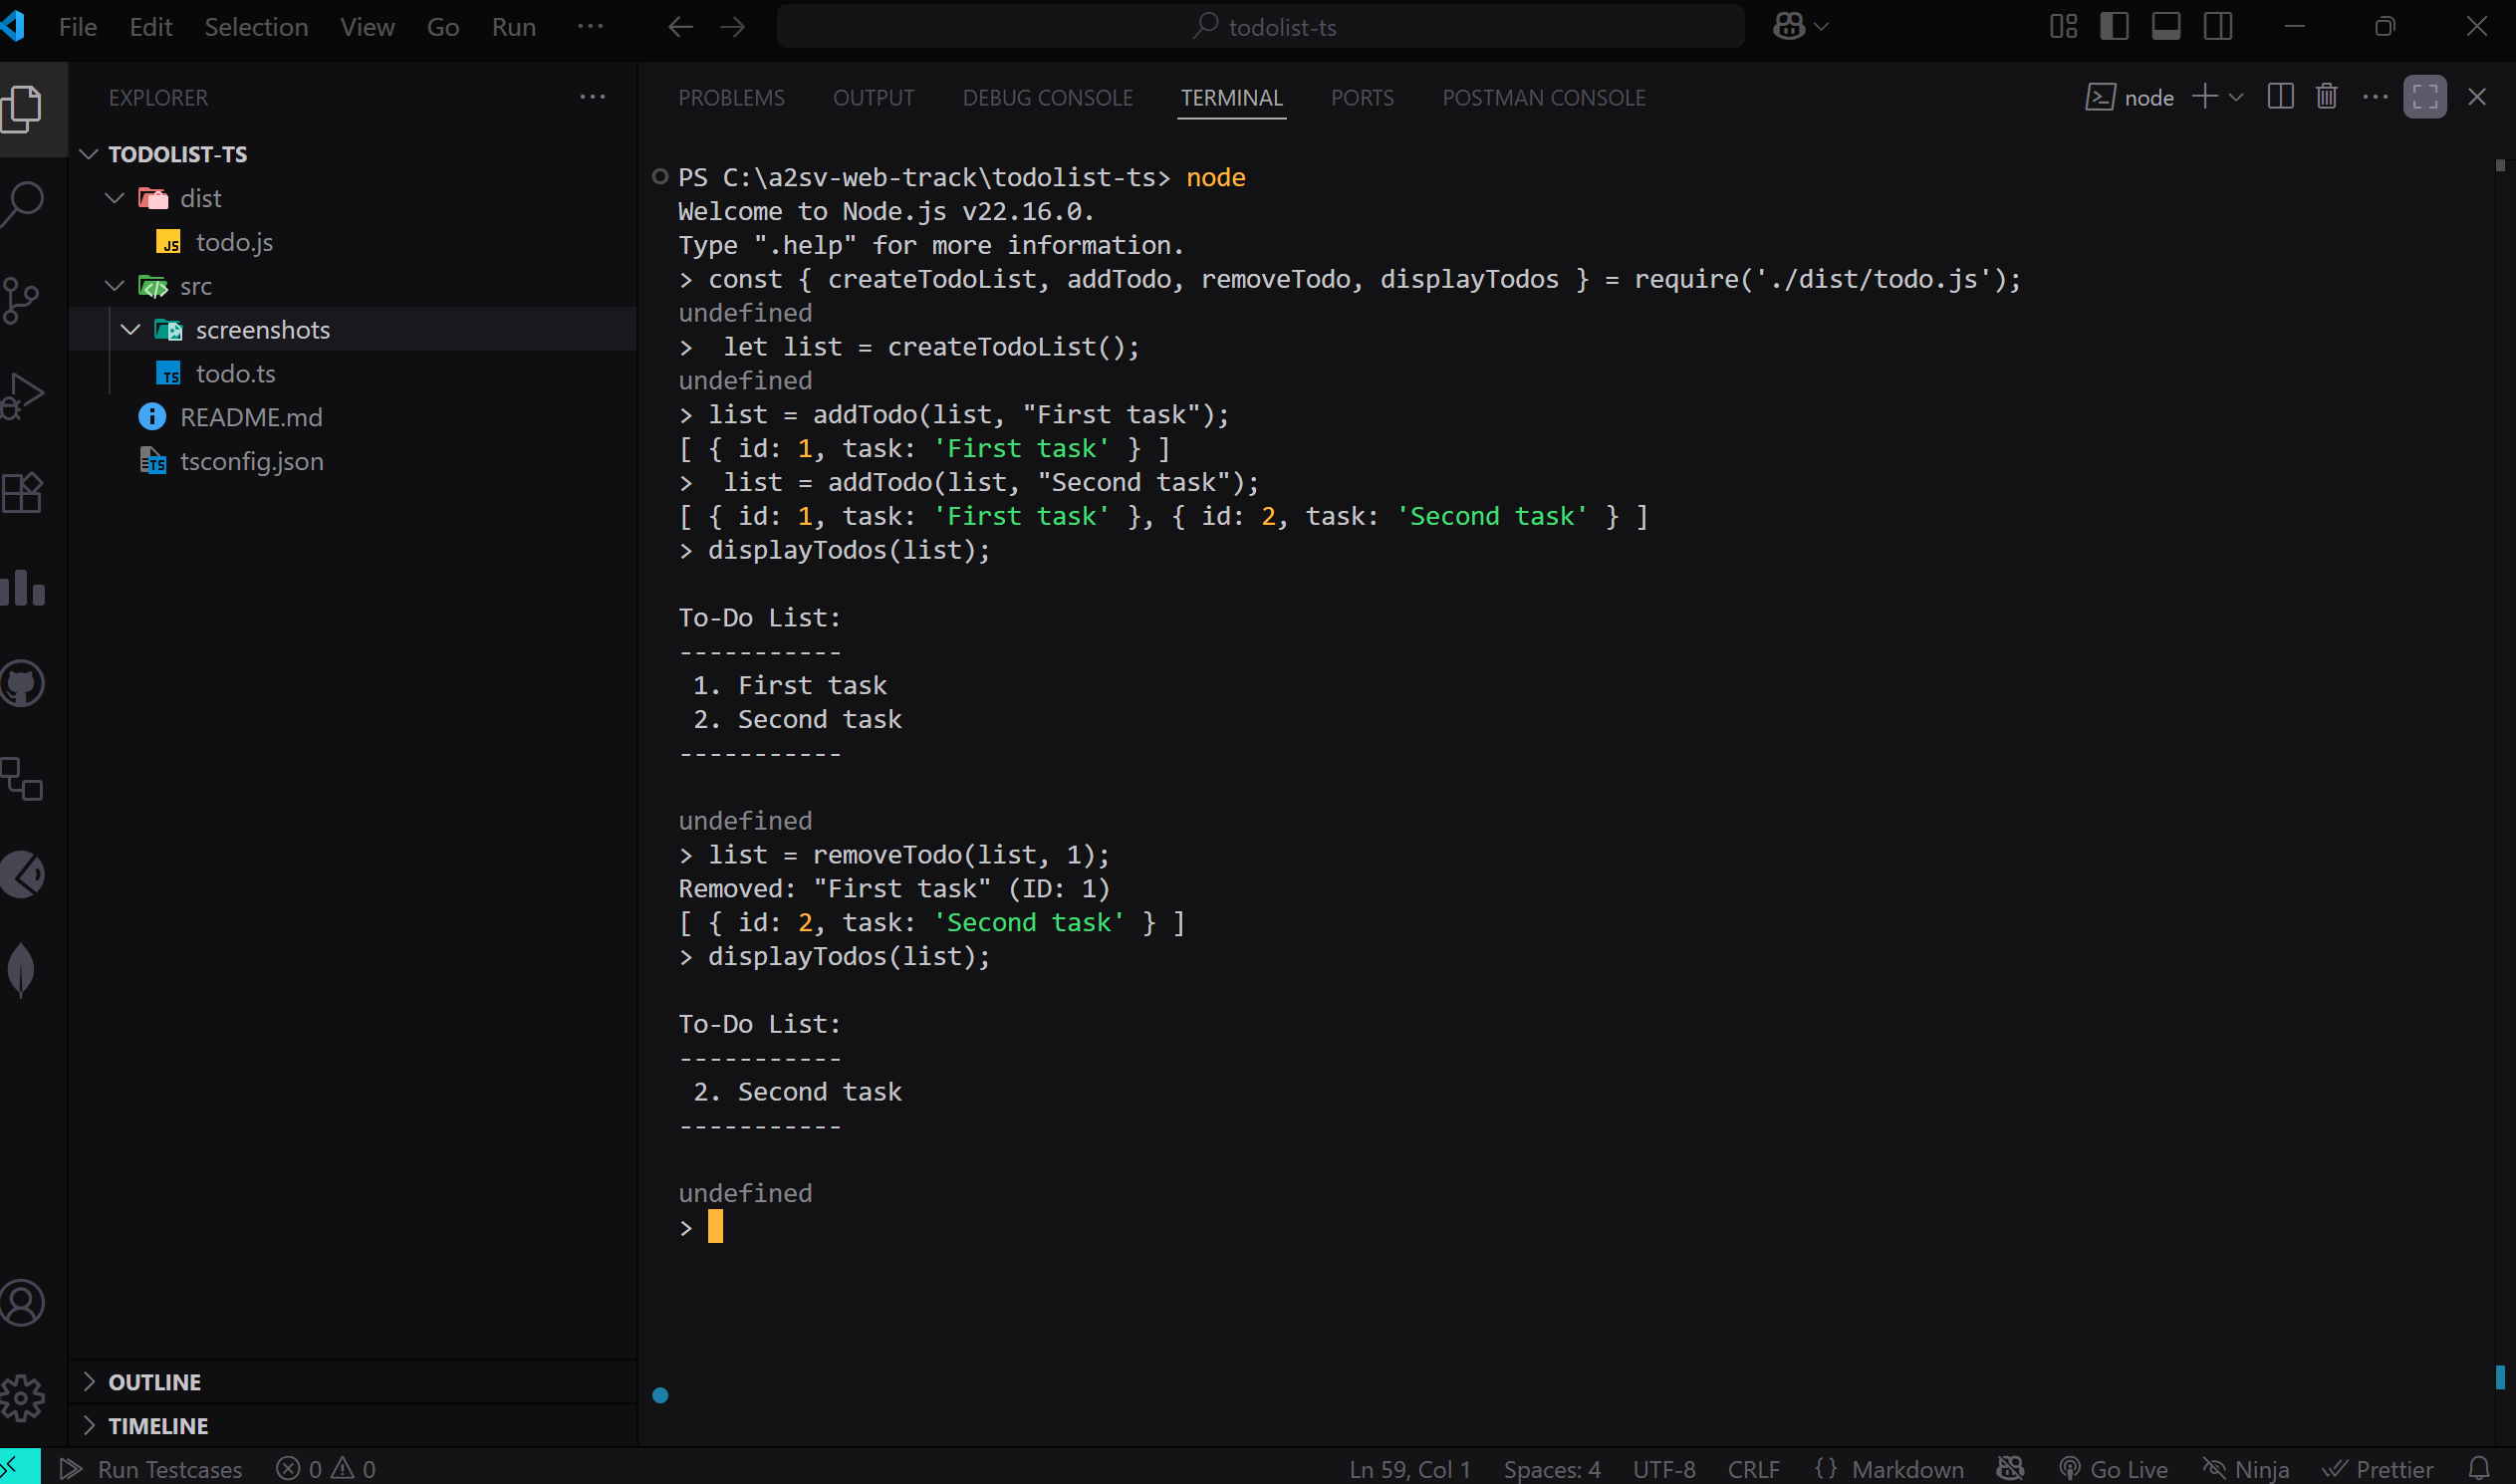 File Edit Selection View Go Run ···
todolist-ts
EXPLORER
TODOLIST-TS
dist
todo.js
src
screenshots
todo.ts
README.md
tsconfig.json
OUTLINE
TIMELINE
PROBLEMS OUTPUT DEBUG CONSOLE TERMINAL PORTS POSTMAN CONSOLE
node
PS C:\a2sv-web-track\todolist-ts> node
Welcome to Node.js v22.16.0.
Type ".help" for more information.
> const { createTodoList, addTodo, removeTodo, displayTodos } = require('./dist/todo.js');
undefined
>  let list = createTodoList();
undefined
> list = addTodo(list, "First task");
[ { id: 1, task: 'First task' } ]
>  list = addTodo(list, "Second task");
[ { id: 1, task: 'First task' }, { id: 2, task: 'Second task' } ]
> displayTodos(list);
To-Do List:
-----------
 1. First task
 2. Second task
-----------
undefined
> list = removeTodo(list, 1);
Removed: "First task" (ID: 1)
[ { id: 2, task: 'Second task' } ]
> displayTodos(list);
To-Do List:
-----------
 2. Second task
-----------
undefined
>
Run Testcases 0 0 Ln 59, Col 1 Spaces: 4 UTF-8 CRLF {} Markdown Go Live Ninja Prettier